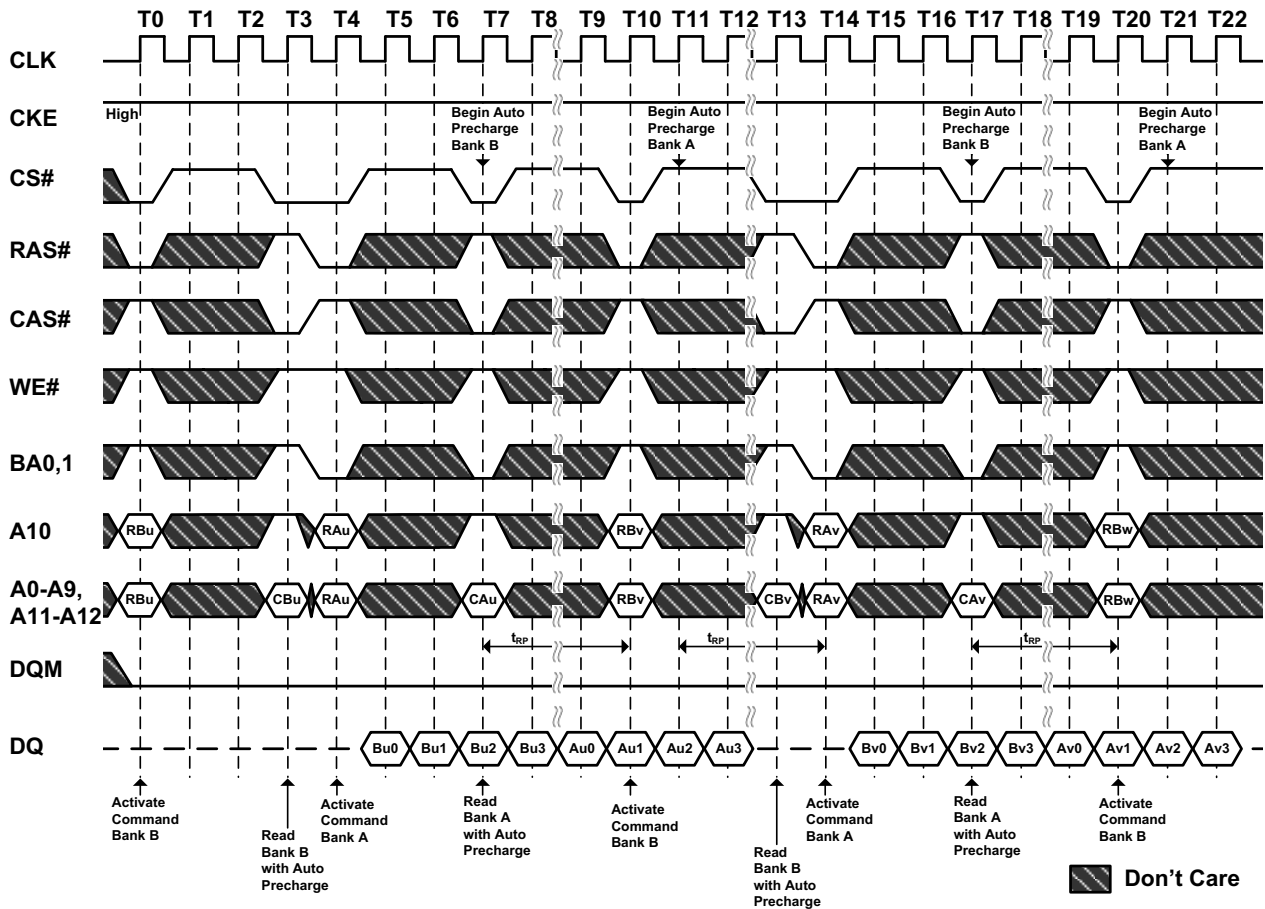 T0 T1 T2 T3 T4 T5 T6 T7 T8 T9 T10 T11 T12 T13 T14 T15 T16 T17 T18 T19 T20 T21 T22
CLK
CKE
High
Begin Auto
Precharge
Bank B
Begin Auto
Precharge
Bank A
Begin Auto
Precharge
Bank B
Begin Auto
Precharge
Bank A
CS#
RAS#
CAS#
WE#
BA0,1
A10
RBu RAu RBv RAv RBw
A0-A9,
A11-A12
RBu CBu RAu CAu RBv CBv RAv CAv RBw
tRP tRP tRP
DQM
DQ
Bu0 Bu1 Bu2 Bu3 Au0 Au1 Au2 Au3 Bv0 Bv1 Bv2 Bv3 Av0 Av1 Av2 Av3
Activate
Command
Bank B
Read
Bank B
with Auto
Precharge
Activate
Command
Bank A
Read
Bank A
with Auto
Precharge
Activate
Command
Bank B
Read
Bank B
with Auto
Precharge
Activate
Command
Bank A
Read
Bank A
with Auto
Precharge
Activate
Command
Bank B
Don't Care